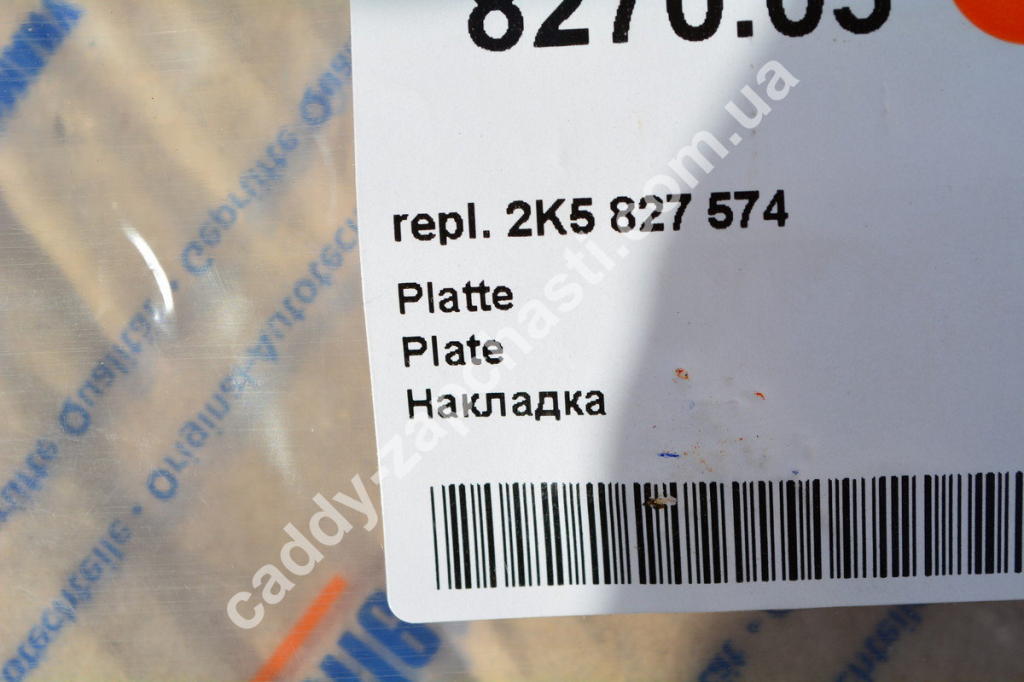 8270.05
repl. 2K5 827 574
Platte
Plate
Накладка
caddy-zapchasti.com.ua